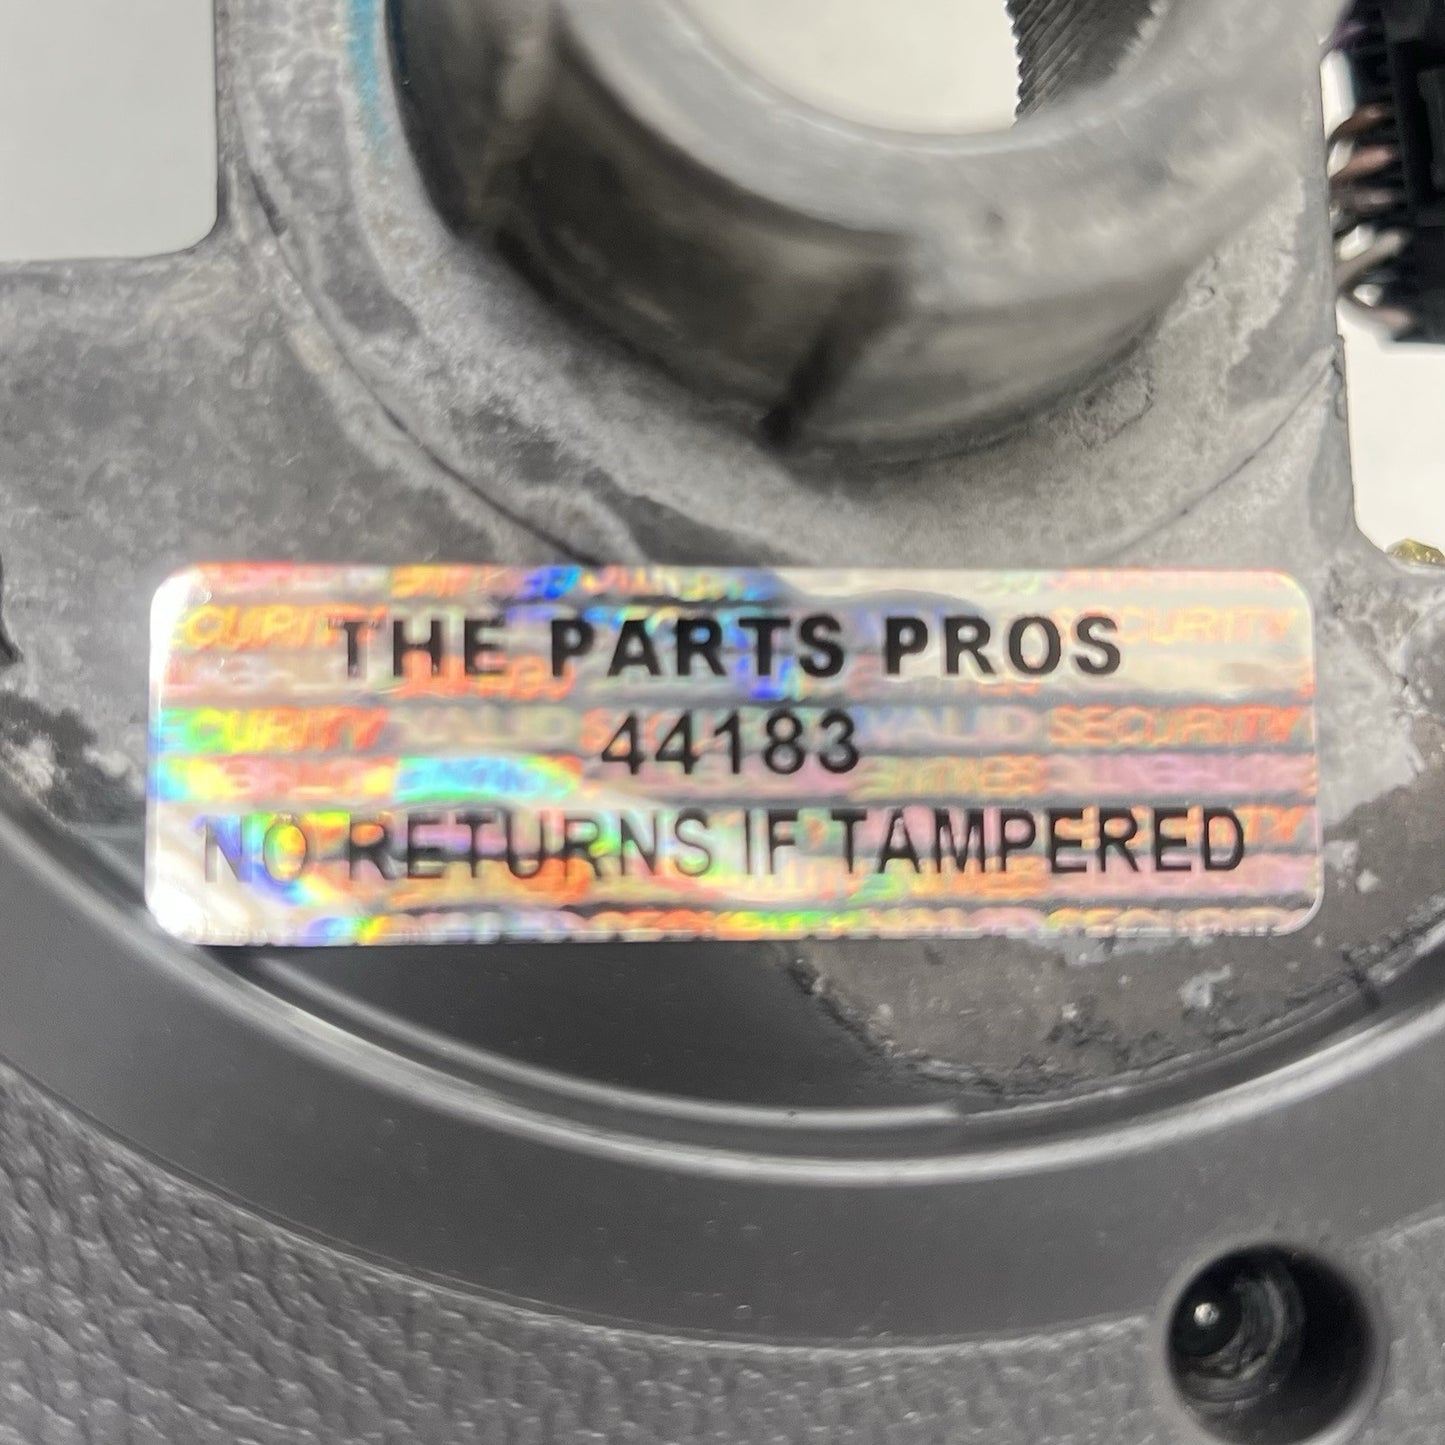 THE PARTS PROS
44183
NO RETURNS IF TAMPERED